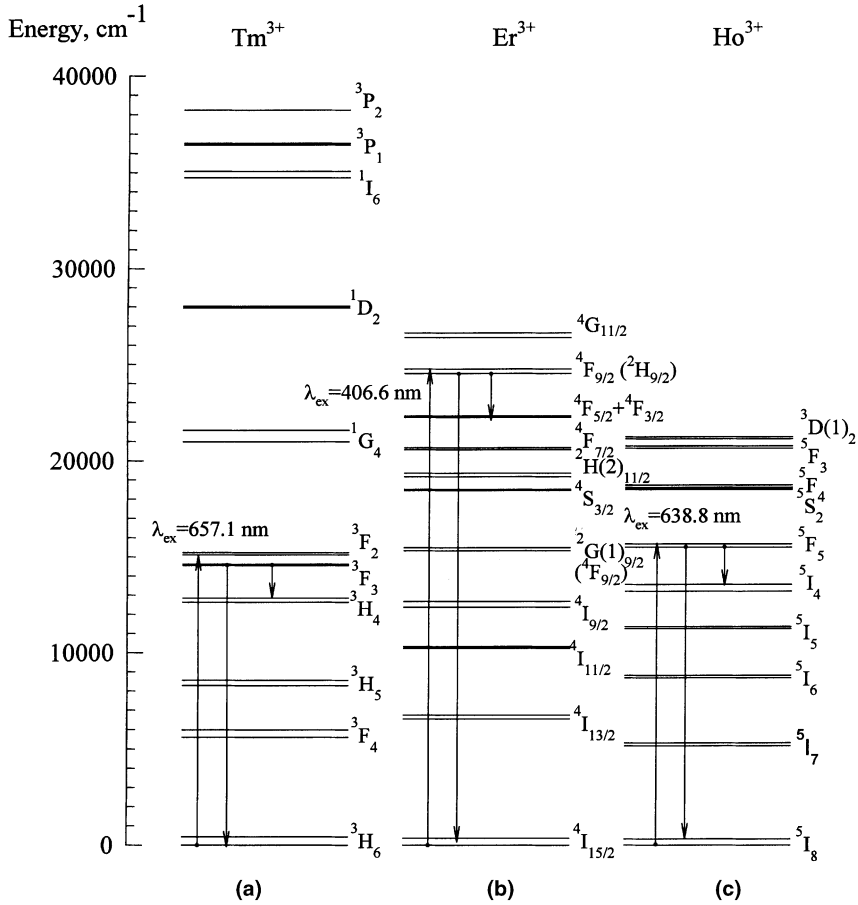 Energy, cm⁻¹
Tm³⁺ Er³⁺ Ho³⁺
40000
³P₂
³P₁
¹I₆
30000
¹D₂
⁴G₁₁/₂
⁴F₉/₂ (²H₉/₂)
λₑₓ=406.6 nm
⁴F₅/₂+⁴F₃/₂
³D(1)₂
¹G₄
⁴F₇/₂
⁵F₃
20000
²H(2)₁₁/₂
⁵F₄
⁴S₃/₂
⁵S₂
λₑₓ=657.1 nm
λₑₓ=638.8 nm
³F₂
²G(1)₉/₂
⁵F₅
³F₃
(⁴F₉/₂)
⁵I₄
³H₄
⁴I₉/₂
⁵I₅
10000
⁴I₁₁/₂
³H₅
⁵I₆
³F₄
⁴I₁₃/₂
⁵I₇
0
³H₆
⁴I₁₅/₂
⁵I₈
(a) (b) (c)